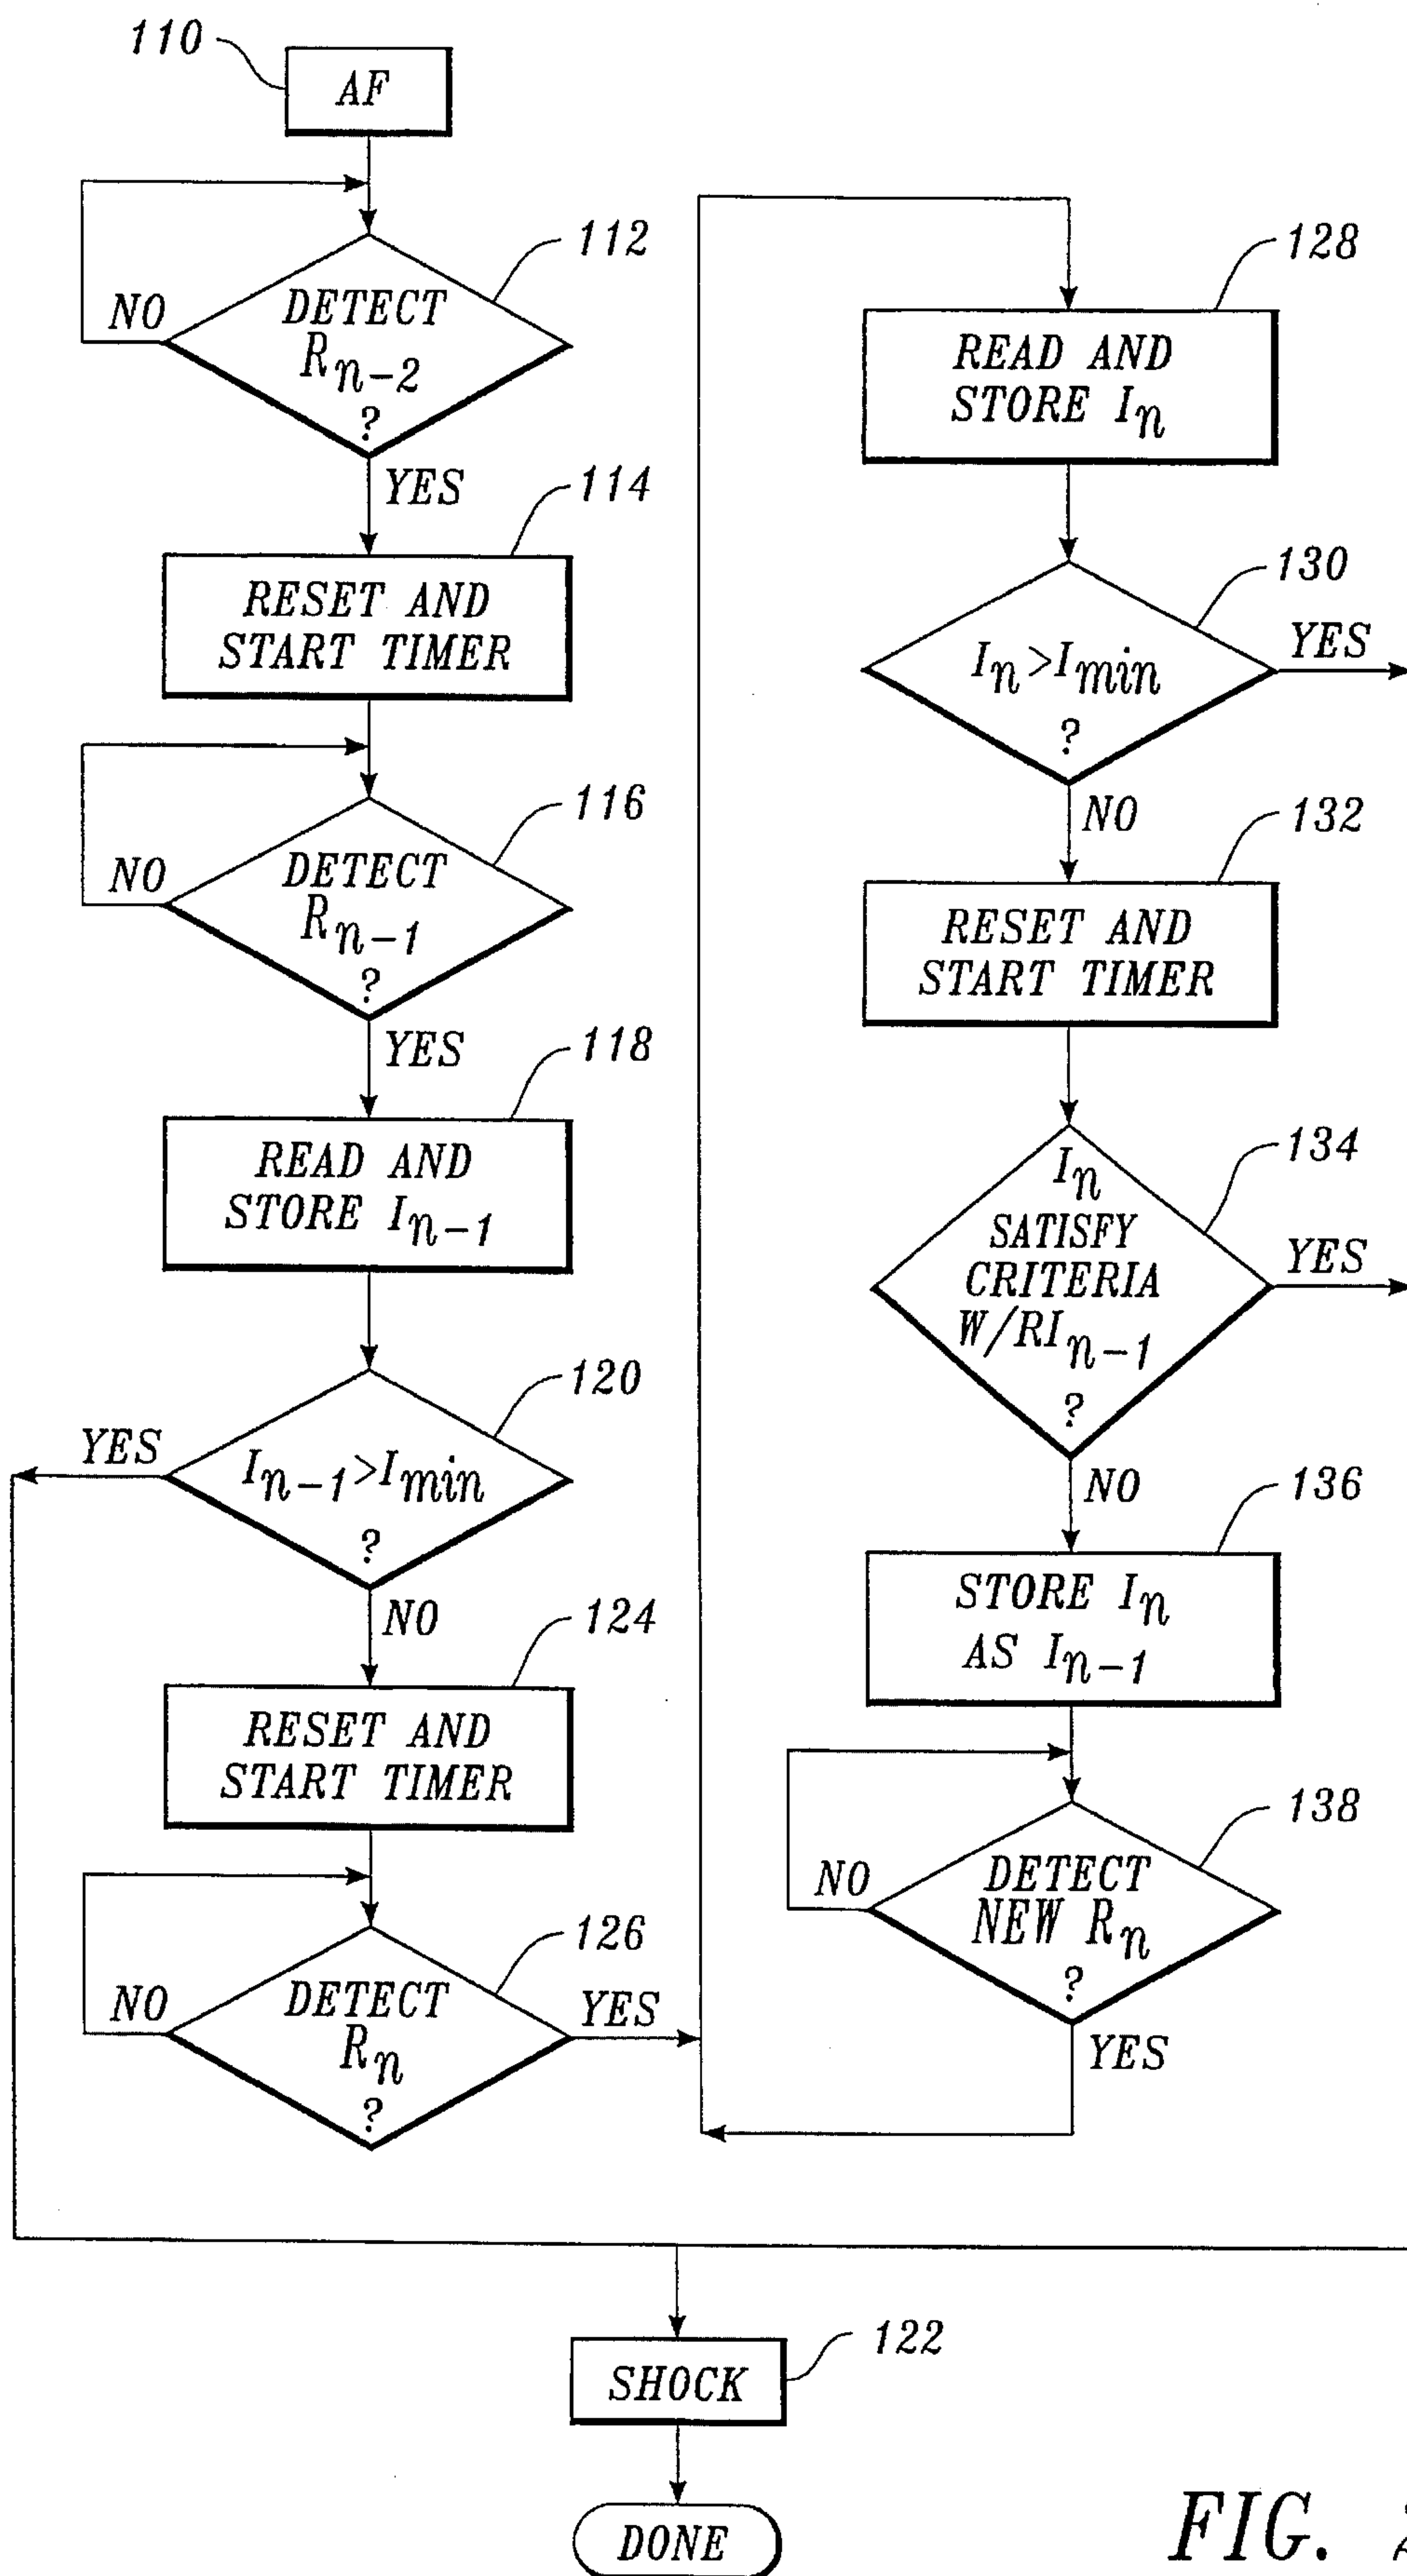 110
AF
112
DETECT
Rn-2
?
NO
YES
114
RESET AND
START TIMER
116
DETECT
Rn-1
?
NO
YES
118
READ AND
STORE In-1
120
In-1>Imin
?
YES
NO
124
RESET AND
START TIMER
126
DETECT
Rn
?
NO
YES
128
READ AND
STORE In
130
In>Imin
?
YES
NO
132
RESET AND
START TIMER
134
In
SATISFY
CRITERIA
W/RIn-1
?
YES
NO
136
STORE In
AS In-1
138
DETECT
NEW Rn
?
NO
YES
122
SHOCK
DONE
FIG.